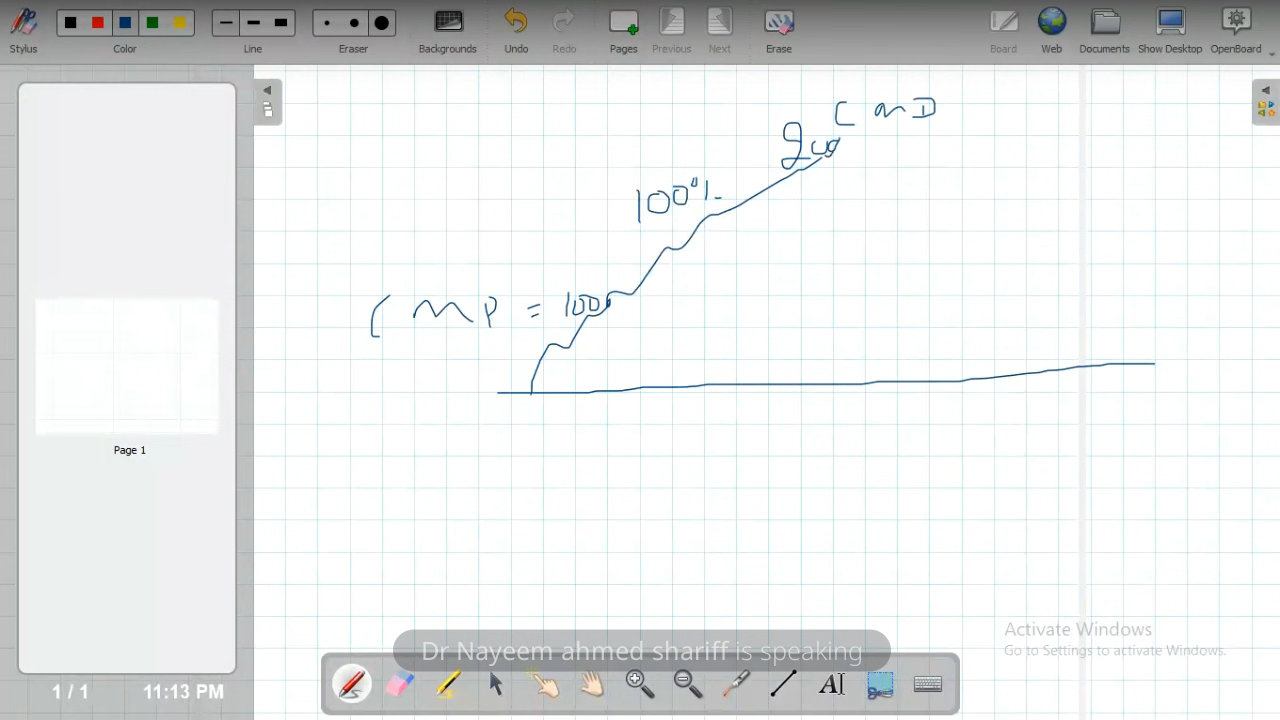 Stylus
Color
Line
Eraser
Backgrounds
Undo
Redo
Pages
Previous
Next
Erase
Board
Web
Documents
Show Desktop
OpenBoard
C m D
100%
C m P = 100
Page 1
Activate Windows
Go to Settings to activate Windows.
Dr Nayeem ahmed shariff is speaking
1 / 1
11:13 PM